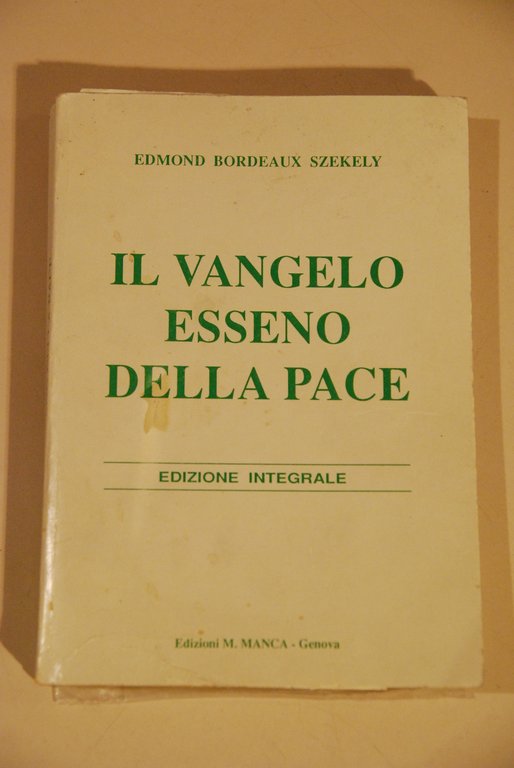 EDMOND BORDEAUX SZEKELY
IL VANGELO
ESSENO
DELLA PACE
EDIZIONE INTEGRALE
Edizioni M. MANCA - Genova